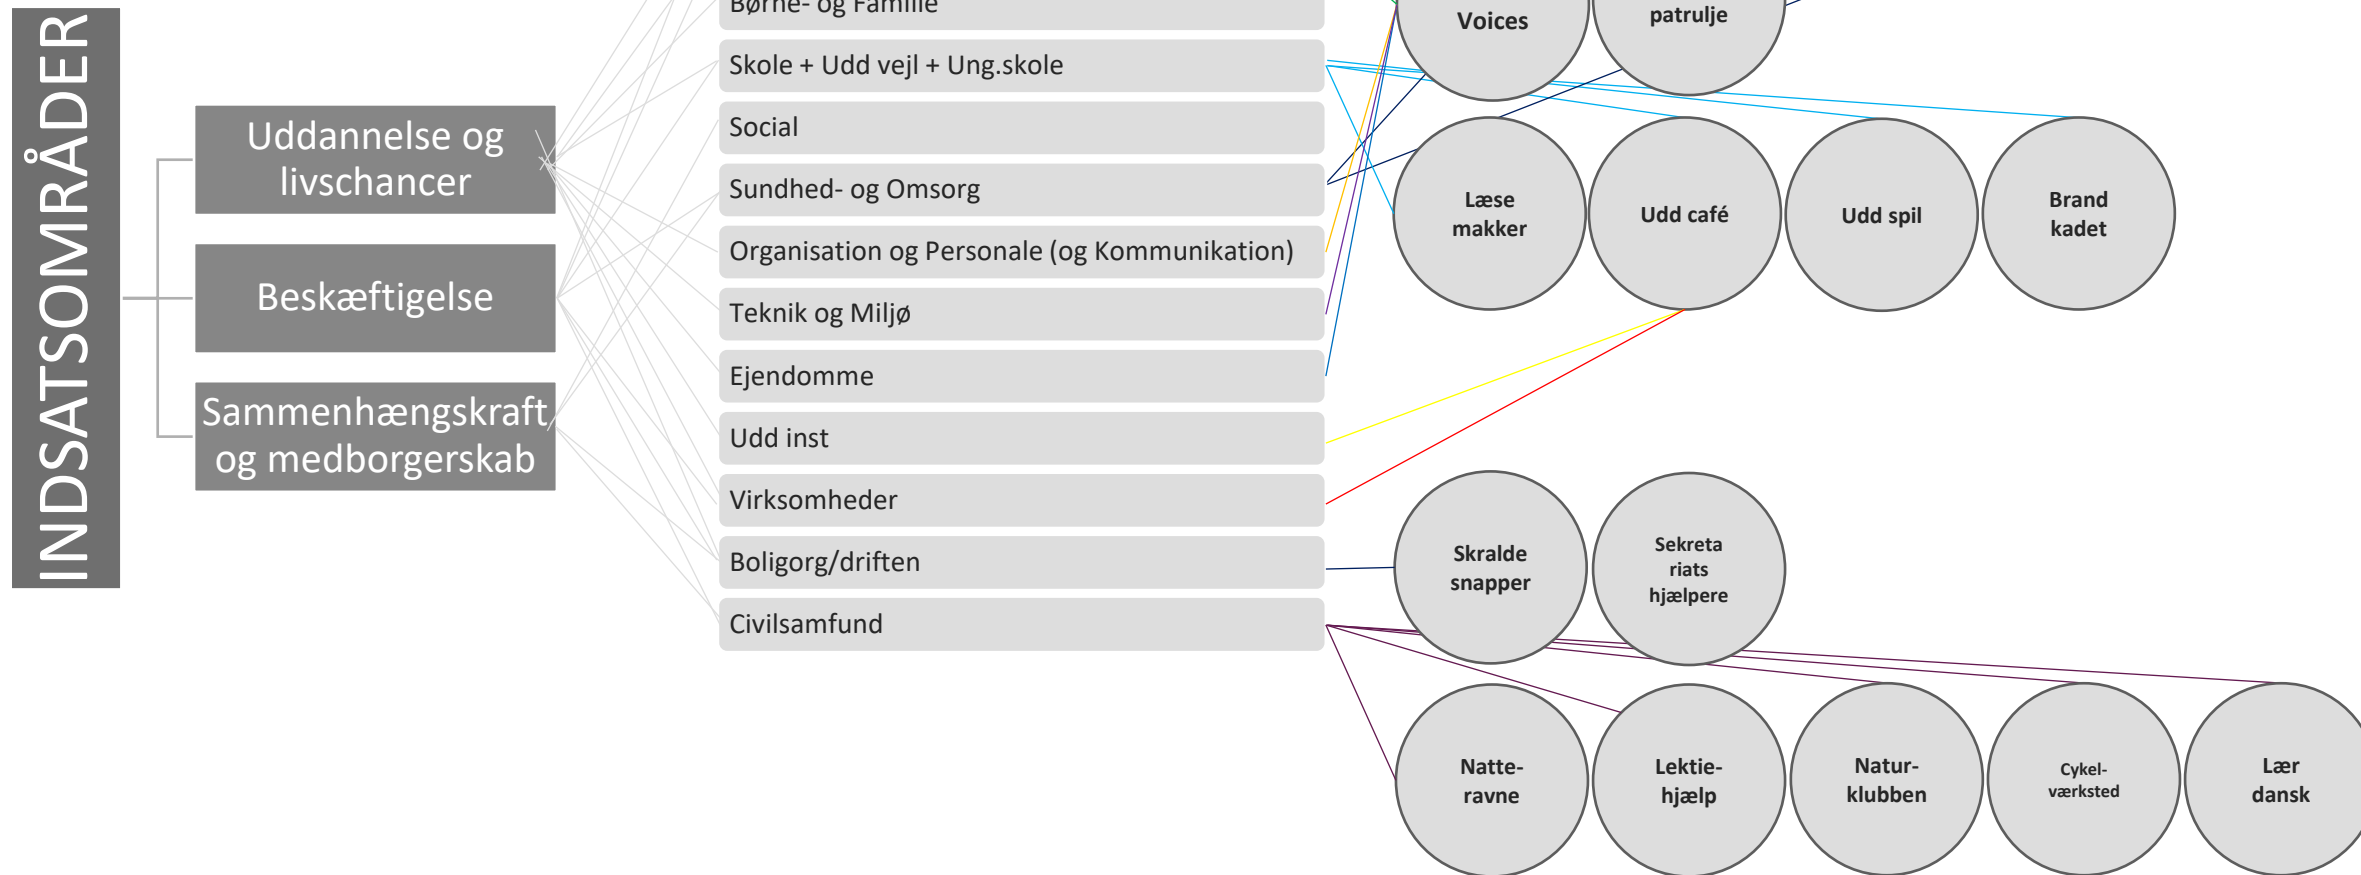 INDSATSOMRÅDER
Uddannelse og
livschancer
Beskæftigelse
Sammenhængskraft
og medborgerskab
Børne- og Familie
Skole + Udd vejl + Ung.skole
Social
Sundhed- og Omsorg
Organisation og Personale (og Kommunikation)
Teknik og Miljø
Ejendomme
Udd inst
Virksomheder
Boligorg/driften
Civilsamfund
Voices
patrulje
Læse
makker
Udd café
Udd spil
Brand
kadet
Skralde
snapper
Sekreta
riats
hjælpere
Natte-
ravne
Lektie-
hjælp
Natur-
klubben
Cykel-
værksted
Lær
dansk